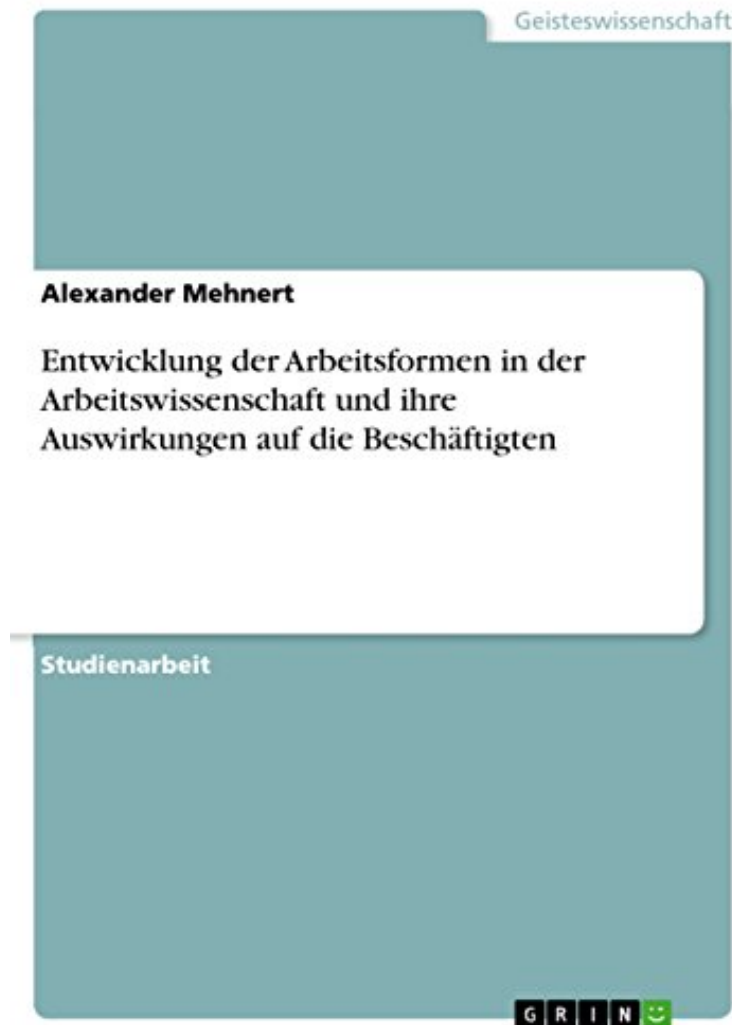 Geisteswissenschaft
Alexander Mehnert
Entwicklung der Arbeitsformen in der
Arbeitswissenschaft und ihre
Auswirkungen auf die Beschäftigten
Studienarbeit
GRIN